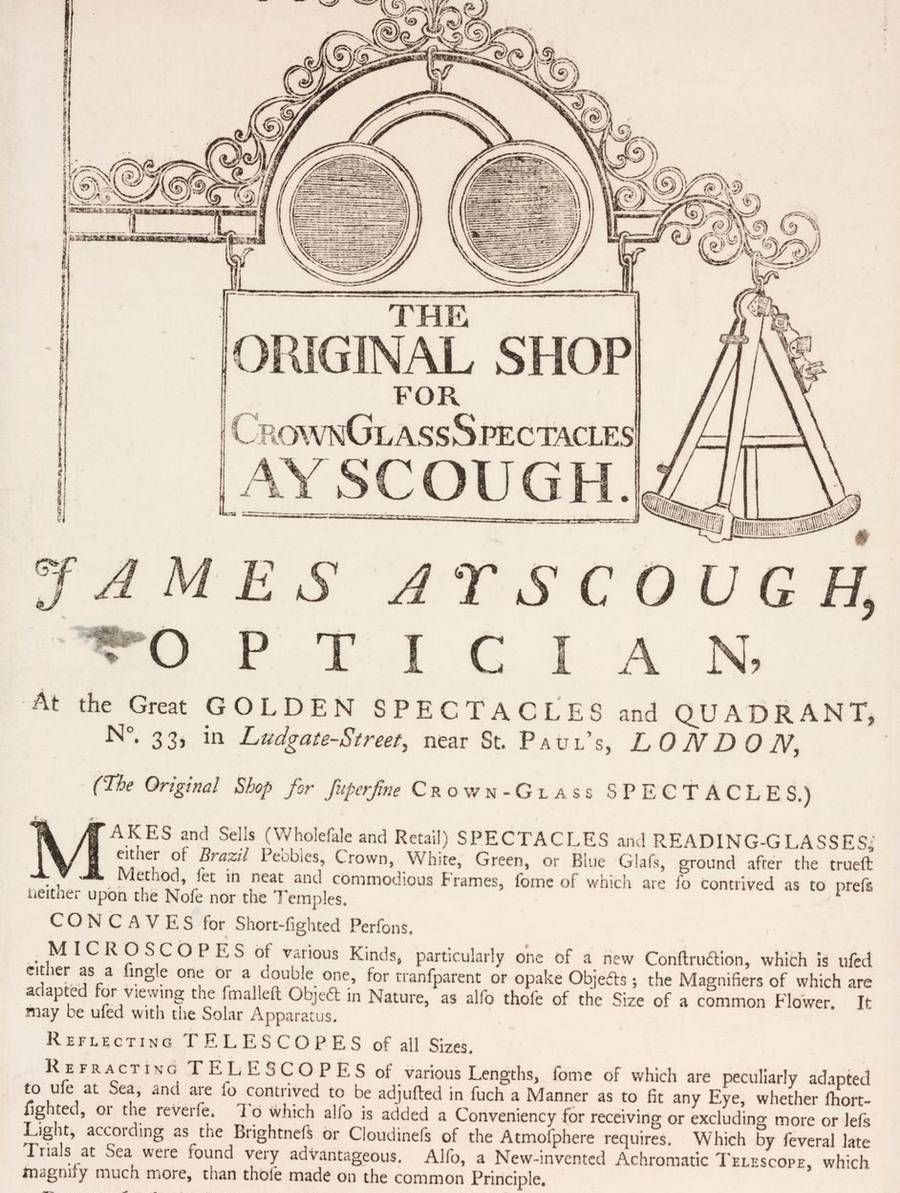 THE
ORIGINAL SHOP
FOR
CROWN GLASS SPECTACLES
AYSCOUGH.
JAMES AYSCOUGH,
OPTICIAN,
At the Great GOLDEN SPECTACLES and QUADRANT,
Nº. 33, in Ludgate-Street, near St. PAUL's, LONDON,
(The Original Shop for ſuperfine CROWN-GLASS SPECTACLES.)
MAKES and Sells (Wholeſale and Retail) SPECTACLES and READING-GLASSES,
either of Brazil Pebbles, Crown, White, Green, or Blue Glaſs, ground after the trueſt
Method, ſet in neat and commodious Frames, ſome of which are ſo contrived as to preſs
neither upon the Noſe nor the Temples.
CONCAVES for Short-ſighted Perſons.
MICROSCOPES of various Kinds, particularly one of a new Conſtruction, which is uſed
either as a ſingle one or a double one, for tranſparent or opake Objects; the Magnifiers of which are
adapted for viewing the ſmalleſt Object in Nature, as alſo thoſe of the Size of a common Flower. It
may be uſed with the Solar Apparatus.
REFLECTING TELESCOPES of all Sizes.
REFRACTING TELESCOPES of various Lengths, ſome of which are peculiarly adapted
to uſe at Sea, and are ſo contrived to be adjuſted in ſuch a Manner as to fit any Eye, whether ſhort-
ſighted, or the reverſe. To which alſo is added a Conveniency for receiving or excluding more or leſs
Light, according as the Brightneſs or Cloudineſs of the Atmoſphere requires. Which by ſeveral late
Trials at Sea were found very advantageous. Alſo, a New-invented Achromatic TELESCOPE, which
magnify much more, than thoſe made on the common Principle.